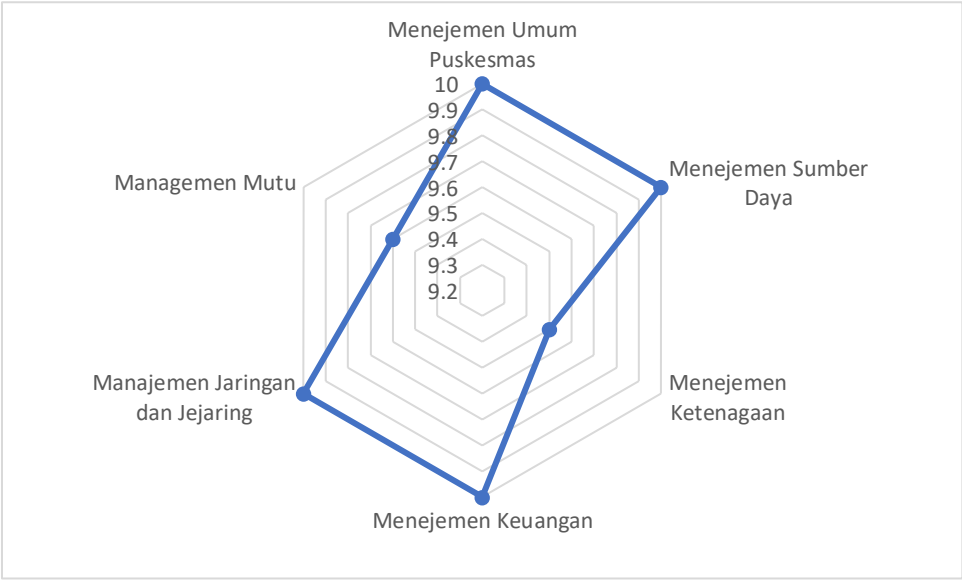 Menejemen Umum
Puskesmas
10
9.9
9.8
9.7
9.6
9.5
9.4
9.3
9.2
Menejemen Sumber
Daya
Menejemen
Ketenagaan
Menejemen Keuangan
Manajemen Jaringan
dan Jejaring
Managemen Mutu